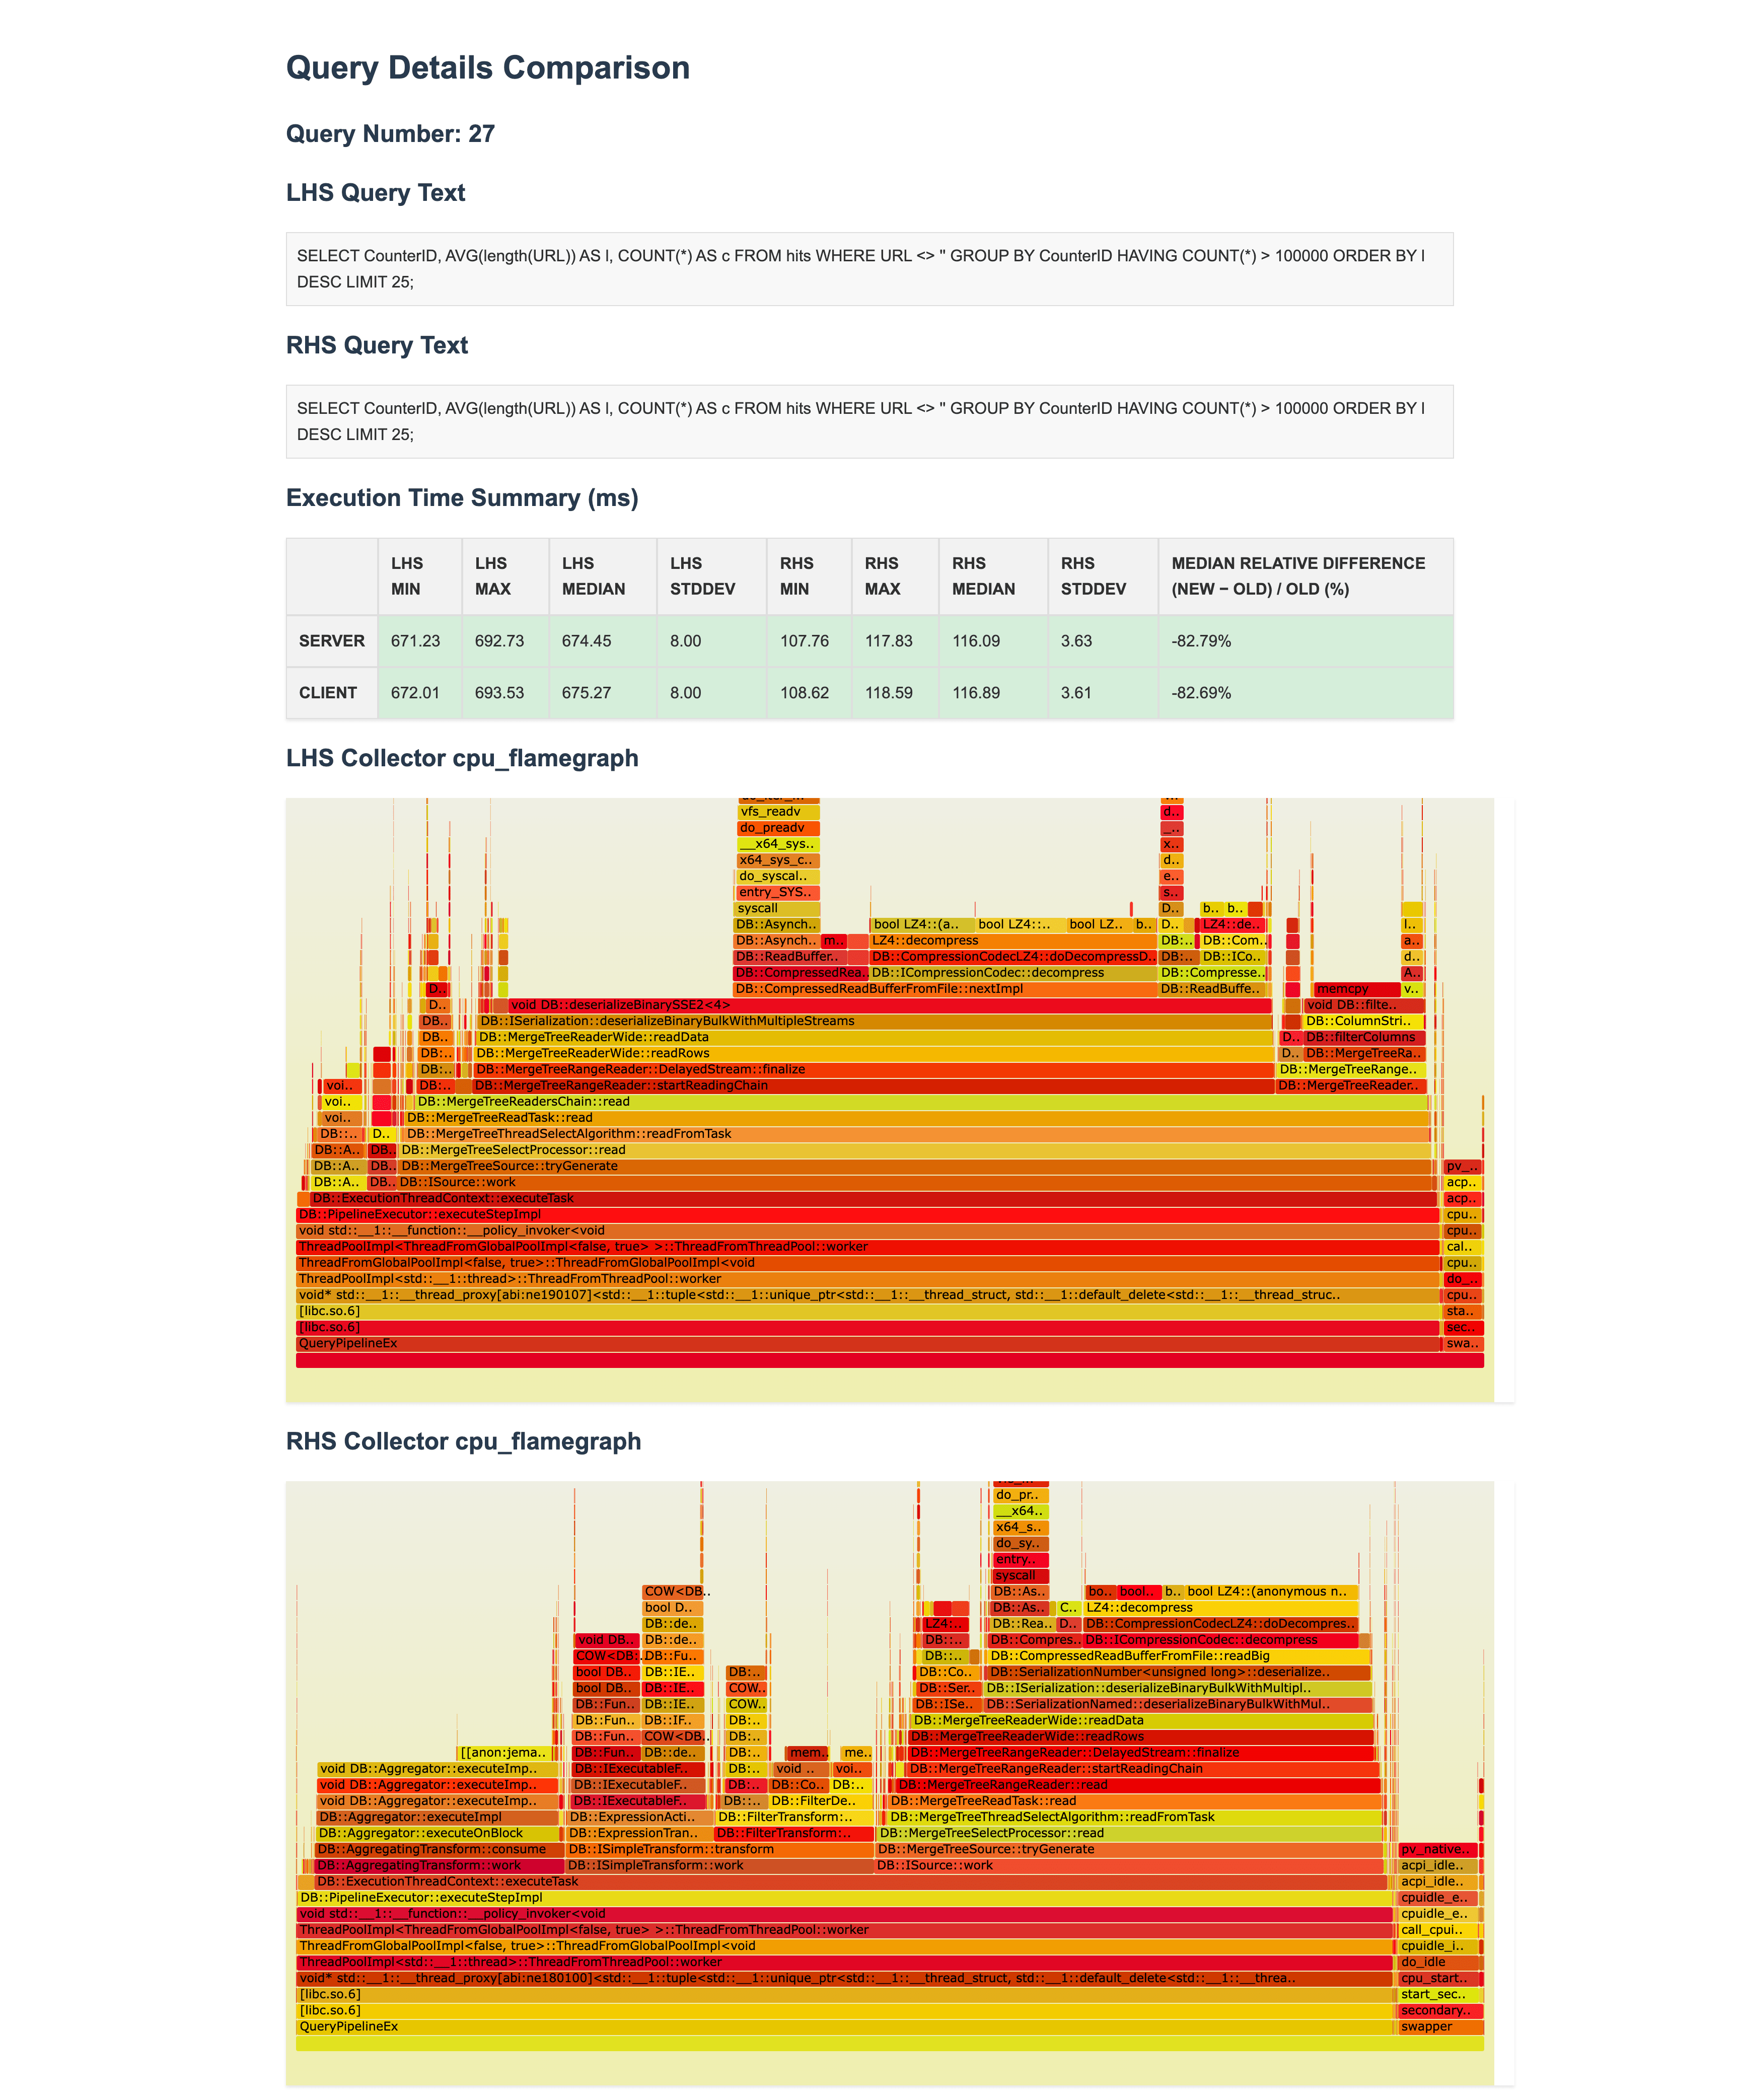 Query Details Comparison
Query Number: 27
LHS Query Text
SELECT CounterID, AVG(length(URL)) AS l, COUNT(*) AS c FROM hits WHERE URL <> '' GROUP BY CounterID HAVING COUNT(*) > 100000 ORDER BY l
DESC LIMIT 25;
RHS Query Text
SELECT CounterID, AVG(length(URL)) AS l, COUNT(*) AS c FROM hits WHERE URL <> '' GROUP BY CounterID HAVING COUNT(*) > 100000 ORDER BY l
DESC LIMIT 25;
Execution Time Summary (ms)
LHS MIN LHS MAX LHS MEDIAN LHS STDDEV RHS MIN RHS MAX RHS MEDIAN RHS STDDEV MEDIAN RELATIVE DIFFERENCE (NEW − OLD) / OLD (%)
SERVER 671.23 692.73 674.45 8.00 107.76 117.83 116.09 3.63 -82.79%
CLIENT 672.01 693.53 675.27 8.00 108.62 118.59 116.89 3.61 -82.69%
LHS Collector cpu_flamegraph
vfs_readv d..
do_preadv _..
__x64_sys.. x..
x64_sys_c.. d..
do_syscal.. e..
entry_SYS.. s..
syscall D.. b.. b..
DB::Asynch.. bool LZ4::(a.. bool LZ4::.. bool LZ.. b.. D.. LZ4::de.. l..
DB::Asynch.. m.. LZ4::decompress DB::.. DB::Com.. a..
DB::ReadBuffer.. DB::CompressionCodecLZ4::doDecompressD.. DB::.. DB::ICo.. d..
DB::CompressedRea.. DB::ICompressionCodec::decompress DB::Compresse.. A..
D.. DB::CompressedReadBufferFromFile::nextImpl DB::ReadBuffe.. memcpy v..
D.. void DB::deserializeBinarySSE2<4> void DB::filte..
DB.. DB::ISerialization::deserializeBinaryBulkWithMultipleStreams DB::ColumnStri..
DB.. DB::MergeTreeReaderWide::readData D.. DB::filterColumns
DB:.. DB::MergeTreeReaderWide::readRows D.. DB::MergeTreeRa..
DB:.. DB::MergeTreeRangeReader::DelayedStream::finalize DB::MergeTreeRange..
voi.. DB:.. DB::MergeTreeRangeReader::startReadingChain DB::MergeTreeReader..
voi.. DB::MergeTreeReadersChain::read
voi.. DB::MergeTreeReadTask::read
DB::.. D.. DB::MergeTreeThreadSelectAlgorithm::readFromTask
DB::A.. DB.. DB::MergeTreeSelectProcessor::read
DB::A.. DB.. DB::MergeTreeSource::tryGenerate pv_..
DB::A.. DB.. DB::ISource::work acp..
DB::ExecutionThreadContext::executeTask acp..
DB::PipelineExecutor::executeStepImpl cpu..
void std::__1::__function::__policy_invoker<void cpu..
ThreadPoolImpl<ThreadFromGlobalPoolImpl<false, true> >::ThreadFromThreadPool::worker cal..
ThreadFromGlobalPoolImpl<false, true>::ThreadFromGlobalPoolImpl<void cpu..
ThreadPoolImpl<std::__1::thread>::ThreadFromThreadPool::worker do_..
void* std::__1::__thread_proxy[abi:ne190107]<std::__1::tuple<std::__1::unique_ptr<std::__1::__thread_struct, std::__1::default_delete<std::__1::__thread_struc.. cpu..
[libc.so.6] sta..
[libc.so.6] sec..
QueryPipelineEx swa..
RHS Collector cpu_flamegraph
do_pr..
__x64..
x64_s..
do_sy..
entry..
syscall
COW<DB.. DB::As.. bo.. bool.. b.. bool LZ4::(anonymous n..
bool D.. DB::As.. C.. LZ4::decompress
DB::de.. LZ4:.. DB::Rea.. D.. DB::CompressionCodecLZ4::doDecompres..
void DB.. DB::de.. DB::.. DB::Compres.. DB::ICompressionCodec::decompress
COW<DB:.. DB::Fu.. DB::.. DB::CompressedReadBufferFromFile::readBig
bool DB.. DB::IE.. DB:.. DB::Co.. DB::SerializationNumber<unsigned long>::deserialize..
bool DB.. DB::IE.. COW.. DB::Ser.. DB::ISerialization::deserializeBinaryBulkWithMultipl..
DB::Fun.. DB::IE.. COW.. DB::ISe.. DB::SerializationNamed::deserializeBinaryBulkWithMul..
DB::Fun.. DB::IF.. DB:.. DB::MergeTreeReaderWide::readData
DB::Fun.. COW<DB.. DB:.. DB::MergeTreeReaderWide::readRows
[[anon:jema.. DB::Fun.. DB::de.. DB:.. mem.. me.. DB::MergeTreeRangeReader::DelayedStream::finalize
void DB::Aggregator::executeImp.. DB::IExecutableF.. DB:.. void .. voi.. DB::MergeTreeRangeReader::startReadingChain
void DB::Aggregator::executeImp.. DB::IExecutableF.. DB:.. DB::Co.. DB:.. DB::MergeTreeRangeReader::read
void DB::Aggregator::executeImp.. DB::IExecutableF.. DB::.. DB::FilterDe.. DB::MergeTreeReadTask::read
DB::Aggregator::executeImpl DB::ExpressionActi.. DB::FilterTransform:.. DB::MergeTreeThreadSelectAlgorithm::readFromTask
DB::Aggregator::executeOnBlock DB::ExpressionTran.. DB::FilterTransform:.. DB::MergeTreeSelectProcessor::read
DB::AggregatingTransform::consume DB::ISimpleTransform::transform DB::MergeTreeSource::tryGenerate pv_native..
DB::AggregatingTransform::work DB::ISimpleTransform::work DB::ISource::work acpi_idle..
DB::ExecutionThreadContext::executeTask acpi_idle..
DB::PipelineExecutor::executeStepImpl cpuidle_e..
void std::__1::__function::__policy_invoker<void cpuidle_e..
ThreadPoolImpl<ThreadFromGlobalPoolImpl<false, true> >::ThreadFromThreadPool::worker call_cpui..
ThreadFromGlobalPoolImpl<false, true>::ThreadFromGlobalPoolImpl<void cpuidle_i..
ThreadPoolImpl<std::__1::thread>::ThreadFromThreadPool::worker do_idle
void* std::__1::__thread_proxy[abi:ne180100]<std::__1::tuple<std::__1::unique_ptr<std::__1::__thread_struct, std::__1::default_delete<std::__1::__threa.. cpu_start..
[libc.so.6] start_sec..
[libc.so.6] secondary..
QueryPipelineEx swapper